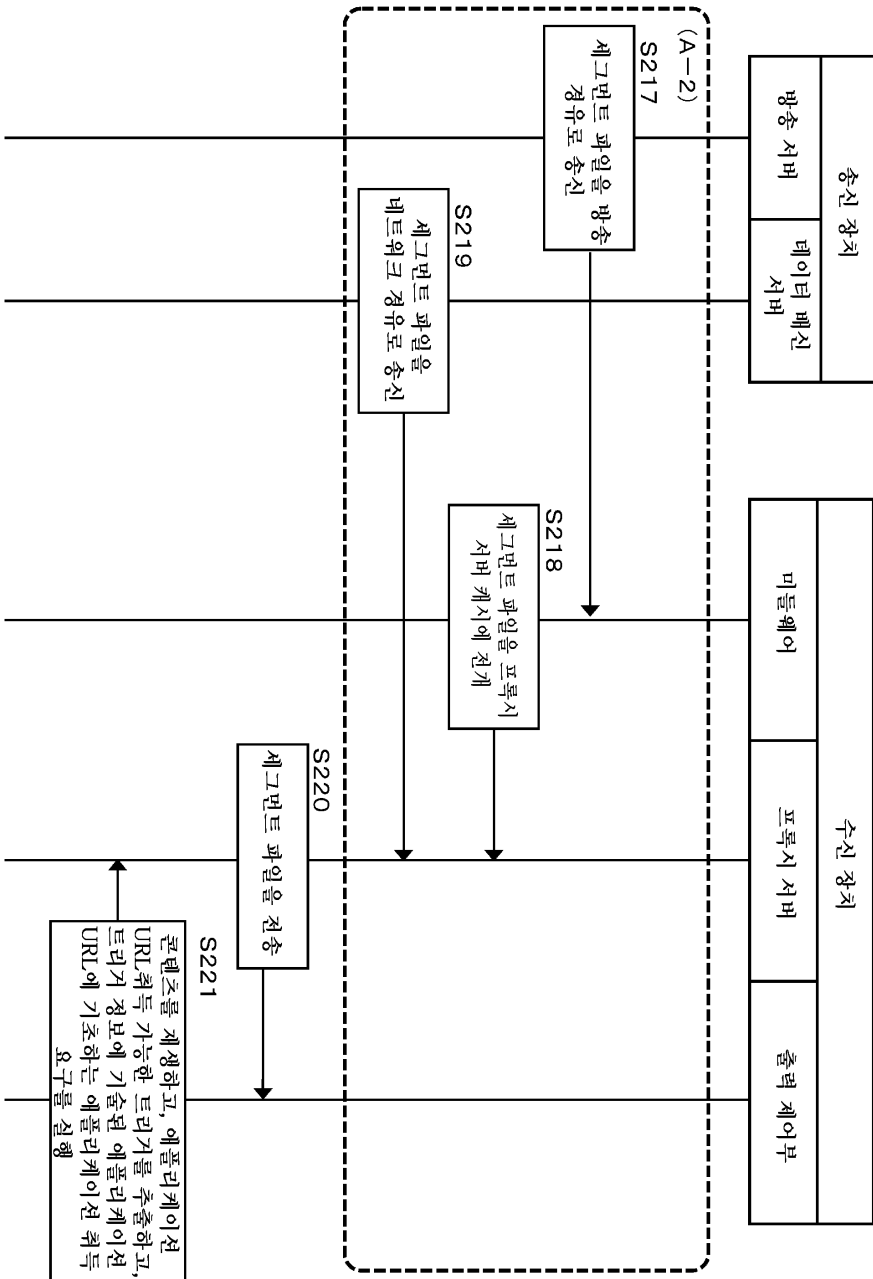 송신 장치
방송 서버
데이터 배신
서버
수신 장치
미들웨어
프록시 서버
출력 제어부
(A-2)
S217
세그먼트 파일을 방송
경유로 송신
S218
세그먼트 파일을 프록시
서버 캐시에 전개
S219
세그먼트 파일을
네트워크 경유로 송신
S220
세그먼트 파일을 전송
S221
콘텐츠를 재생하고, 애플리케이션
URL취득 가능한 트리거를 추출하고,
트리거 정보에 기술된 애플리케이션
URL에 기초하는 애플리케이션 취득
요구를 실행